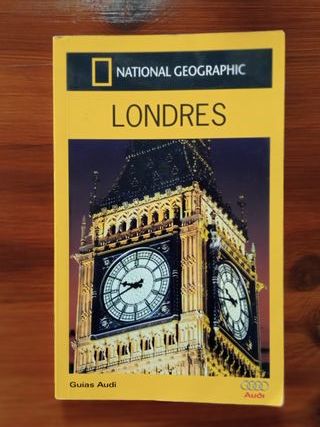 NATIONAL GEOGRAPHIC
LONDRES
Guías Audi
Audi